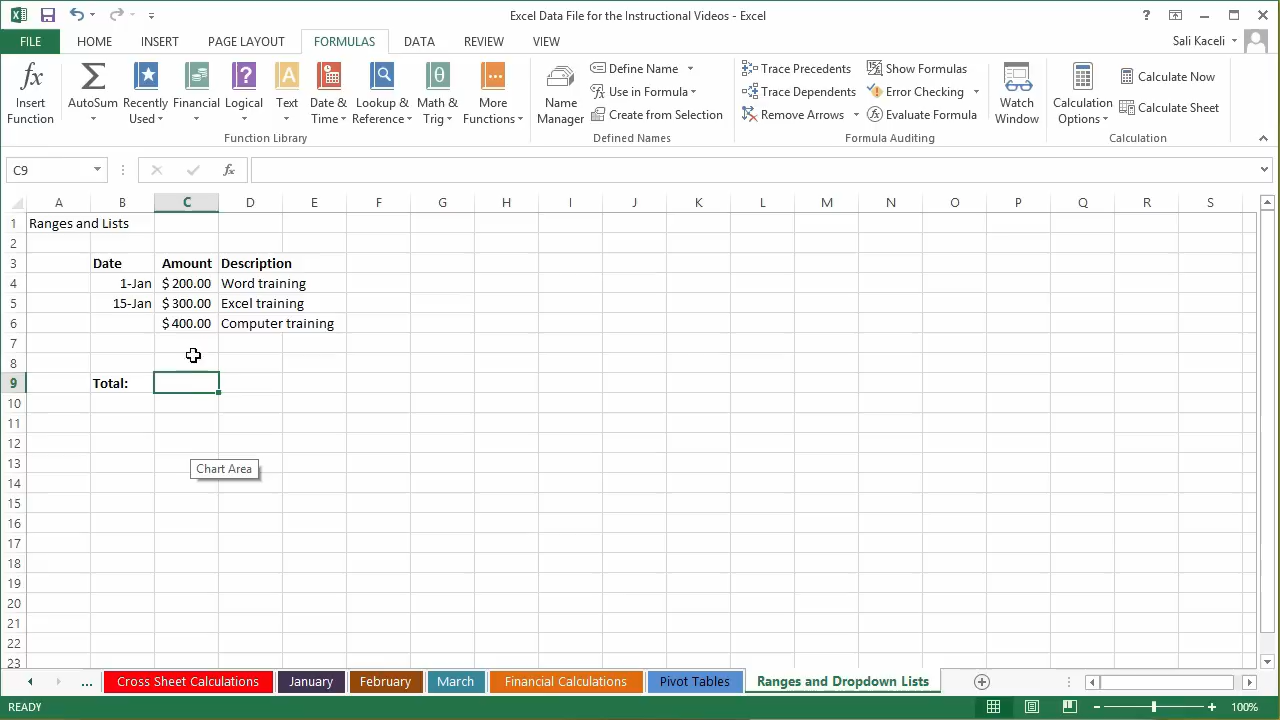 Excel Data File for the Instructional Videos - Excel
?
FILE HOME INSERT PAGE LAYOUT FORMULAS DATA REVIEW VIEW Sali Kaceli
fx Σ ? A θ
Insert Function
AutoSum
Recently Used
Financial
Logical
Text
Date & Time
Lookup & Reference
Math & Trig
More Functions
Function Library
Name Manager
Define Name
Use in Formula
Create from Selection
Defined Names
Trace Precedents
Trace Dependents
Remove Arrows
Show Formulas
Error Checking
Evaluate Formula
Formula Auditing
Watch Window
Calculation Options
Calculate Now
Calculate Sheet
Calculation
C9 fx
A B C D E F G H I J K L M N O P Q R S
1 Ranges and Lists
2
3 Date Amount Description
4 1-Jan $ 200.00 Word training
5 15-Jan $ 300.00 Excel training
6 $ 400.00 Computer training
7
8
9 Total:
10
11
12
13 Chart Area
14
15
16
17
18
19
20
21
22
23
... Cross Sheet Calculations January February March Financial Calculations Pivot Tables Ranges and Dropdown Lists
READY 100%